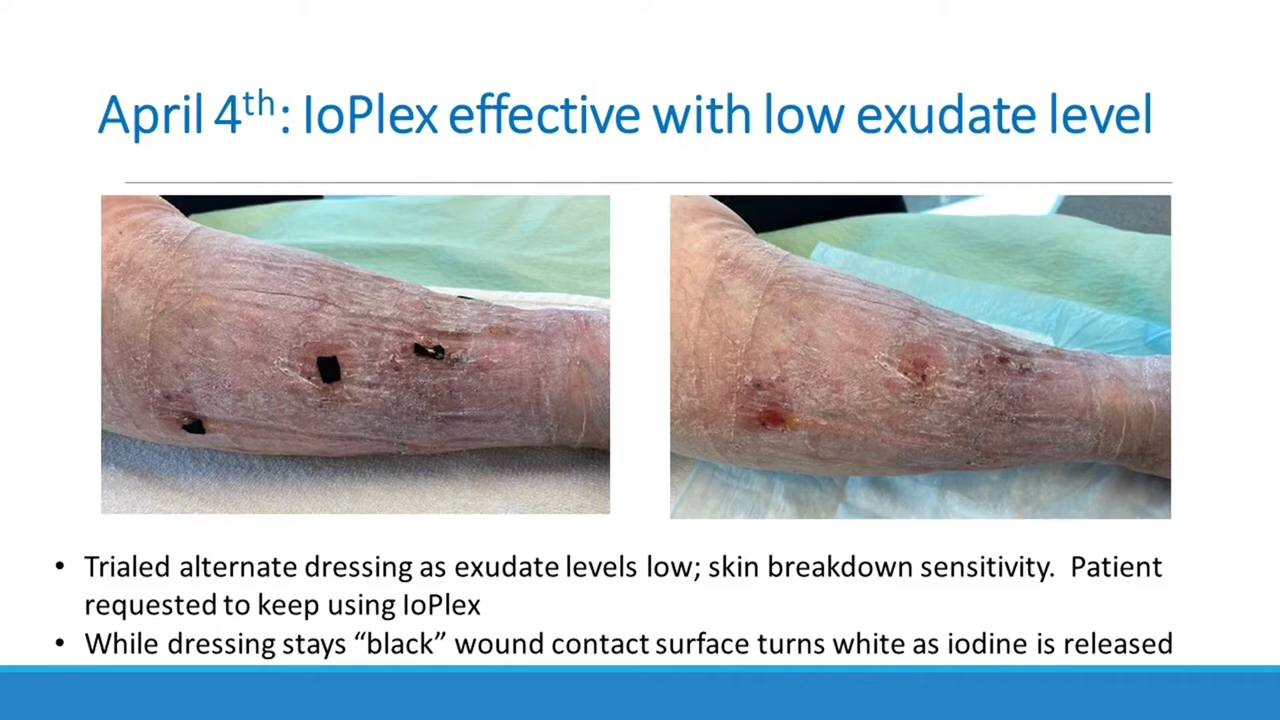 April 4th: IoPlex effective with low exudate level
• Trialed alternate dressing as exudate levels low; skin breakdown sensitivity. Patient
requested to keep using IoPlex
• While dressing stays “black” wound contact surface turns white as iodine is released